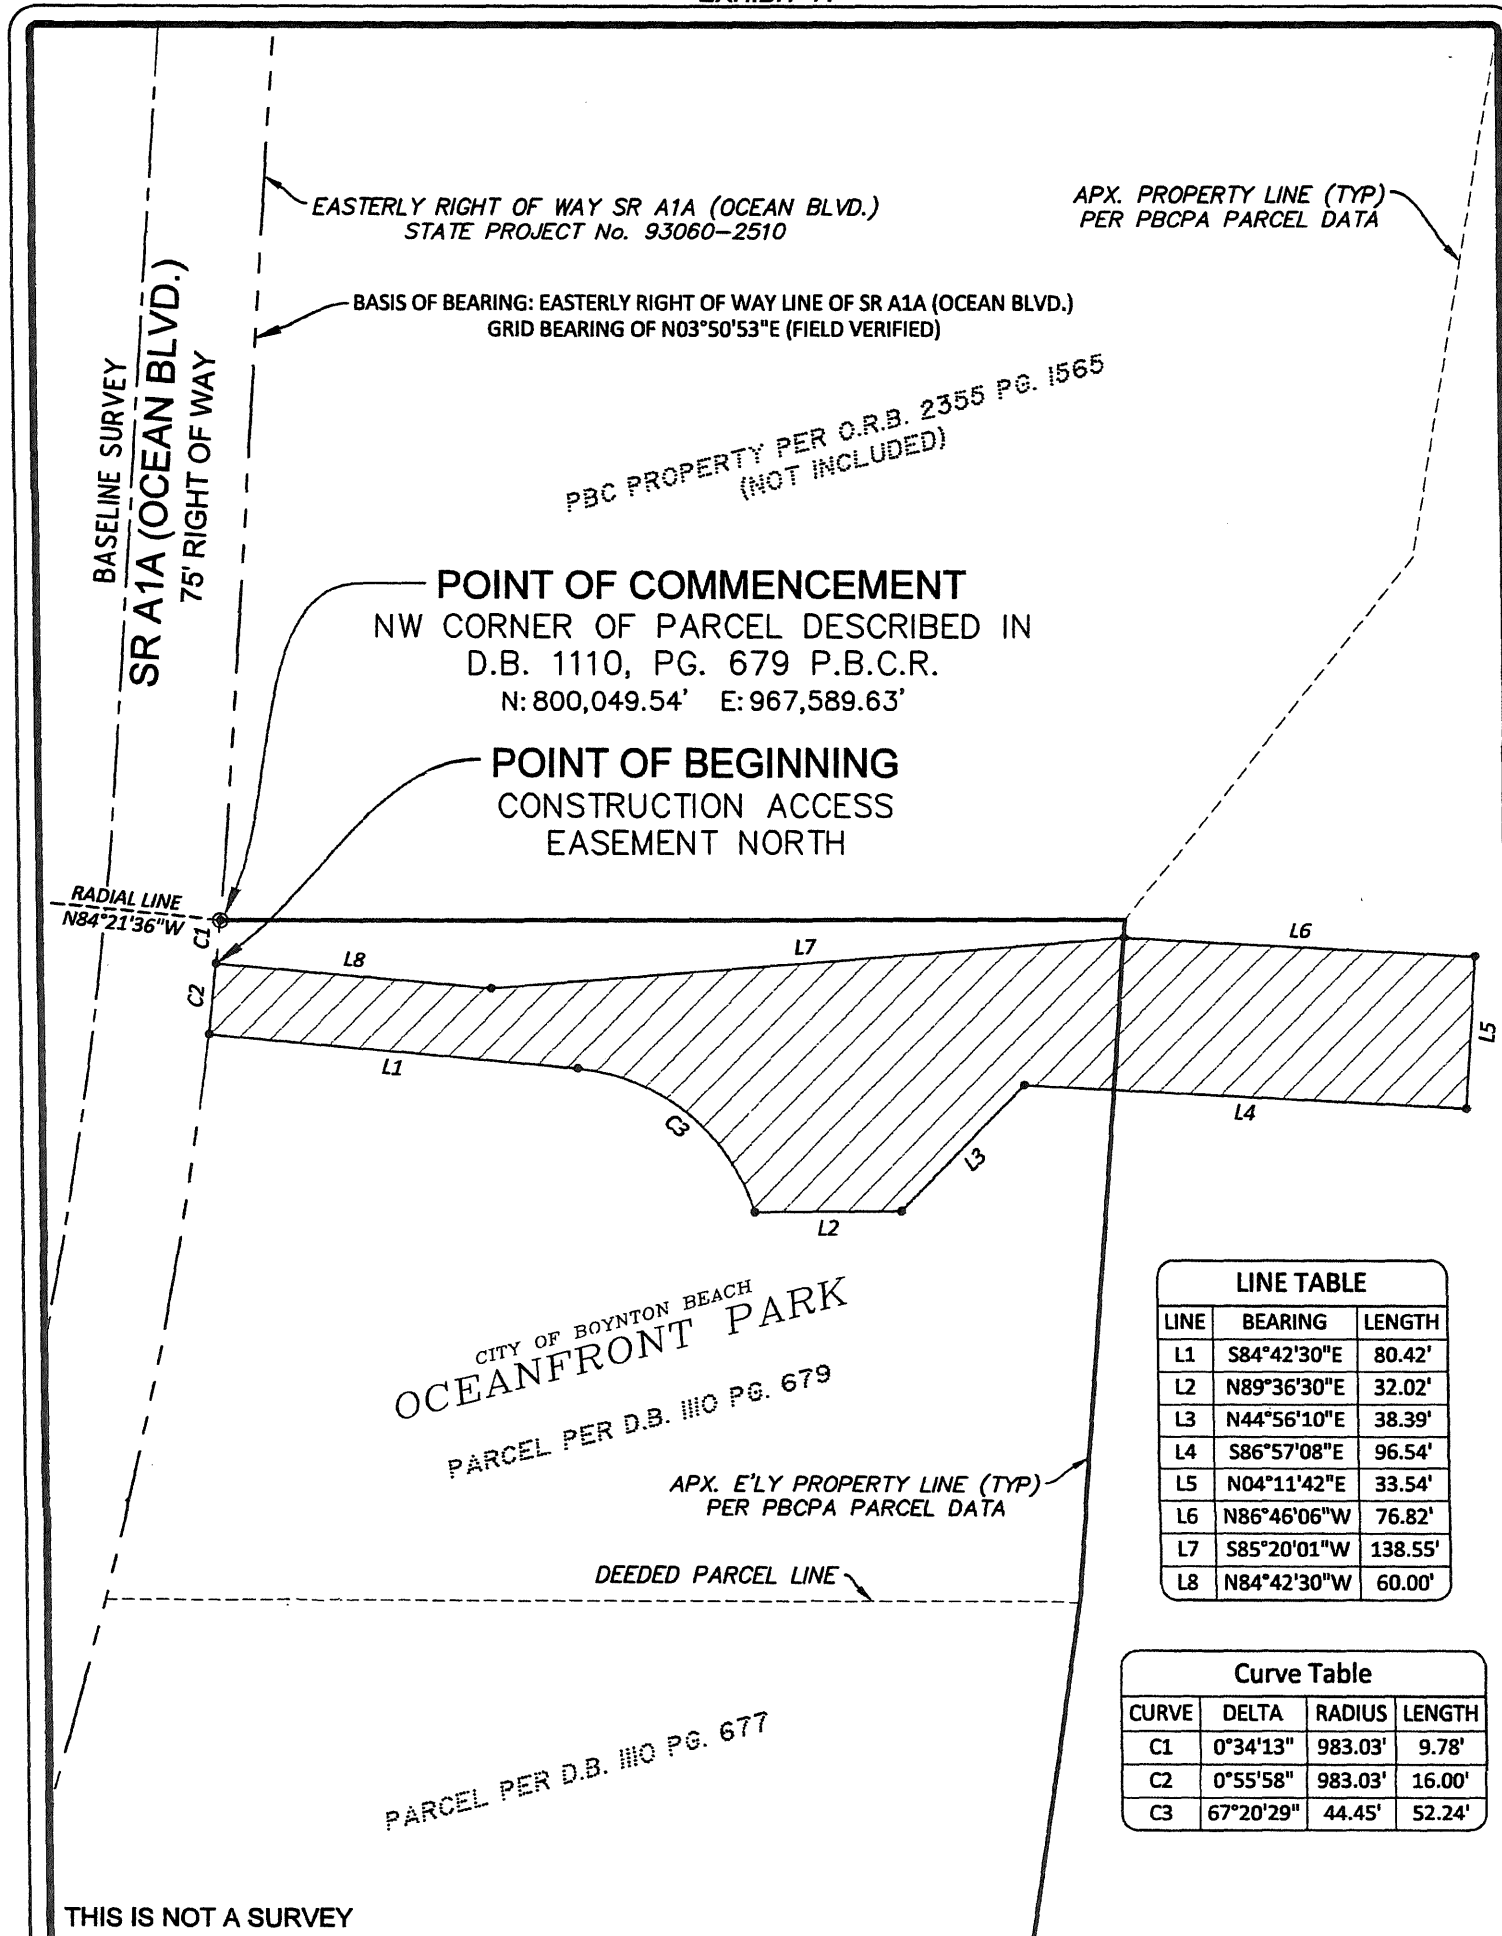 EASTERLY RIGHT OF WAY SR A1A (OCEAN BLVD.)
STATE PROJECT No. 93060-2510
APX. PROPERTY LINE (TYP)
PER PBCPA PARCEL DATA
BASIS OF BEARING: EASTERLY RIGHT OF WAY LINE OF SR A1A (OCEAN BLVD.)
GRID BEARING OF N03°50'53"E (FIELD VERIFIED)
BASELINE SURVEY
SR A1A (OCEAN BLVD.)
75' RIGHT OF WAY
PBC PROPERTY PER O.R.B. 2355 PG. 1565
(NOT INCLUDED)
POINT OF COMMENCEMENT
NW CORNER OF PARCEL DESCRIBED IN
D.B. 1110, PG. 679 P.B.C.R.
N: 800,049.54' E: 967,589.63'
POINT OF BEGINNING
CONSTRUCTION ACCESS
EASEMENT NORTH
RADIAL LINE
N84°21'36"W
C1
C2
L8
L7
L6
L5
L1
C3
L4
L3
L2
CITY OF BOYNTON BEACH
OCEANFRONT PARK
PARCEL PER D.B. 1110 PG. 679
APX. E'LY PROPERTY LINE (TYP)
PER PBCPA PARCEL DATA
DEEDED PARCEL LINE
PARCEL PER D.B. 1110 PG. 677
LINE TABLE
LINE BEARING LENGTH
L1 S84°42'30"E 80.42'
L2 N89°36'30"E 32.02'
L3 N44°56'10"E 38.39'
L4 S86°57'08"E 96.54'
L5 N04°11'42"E 33.54'
L6 N86°46'06"W 76.82'
L7 S85°20'01"W 138.55'
L8 N84°42'30"W 60.00'
Curve Table
CURVE DELTA RADIUS LENGTH
C1 0°34'13" 983.03' 9.78'
C2 0°55'58" 983.03' 16.00'
C3 67°20'29" 44.45' 52.24'
THIS IS NOT A SURVEY